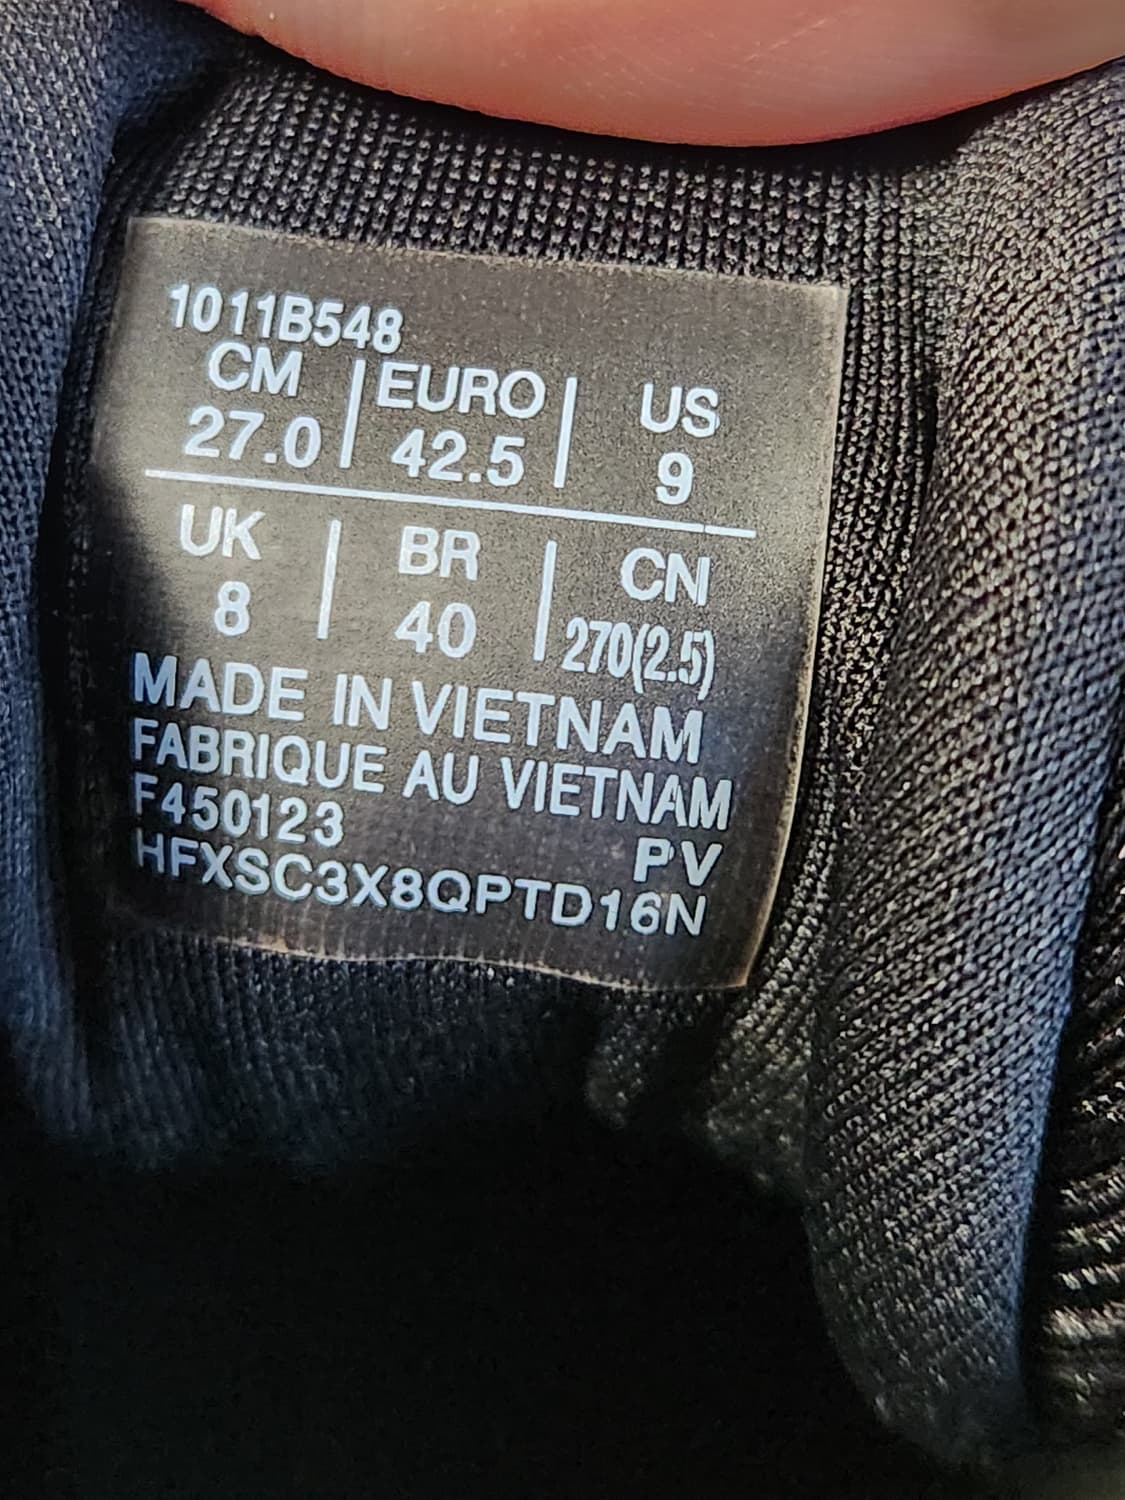 1011B548
CM | EURO | US
27.0 | 42.5 | 9
UK | BR | CN
8 | 40 | 270(2.5)
MADE IN VIETNAM
FABRIQUE AU VIETNAM
F450123 PV
HFXSC3X8QPTD16N